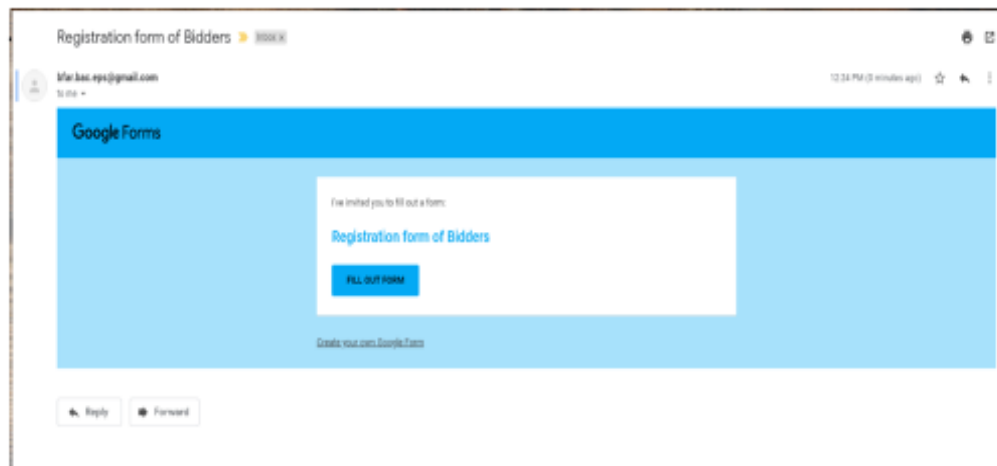 Registration form of Bidders Inbox x
bfar.bac.eps@gmail.com
to me
12:24 PM (0 minutes ago)
Google Forms
I've invited you to fill out a form:
Registration form of Bidders
FILL OUT FORM
Create your own Google Form
Reply Forward